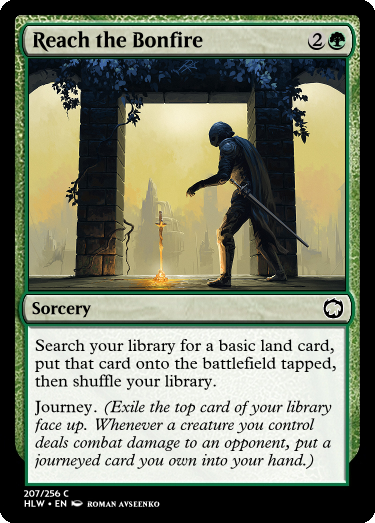 Reach the Bonfire 2
Sorcery
Search your library for a basic land card,
put that card onto the battlefield tapped,
then shuffle your library.
Journey. (Exile the top card of your library
face up. Whenever a creature you control
deals combat damage to an opponent, put a
journeyed card you own into your hand.)
207/256 C
HLW • EN ROMAN AVSEENKO